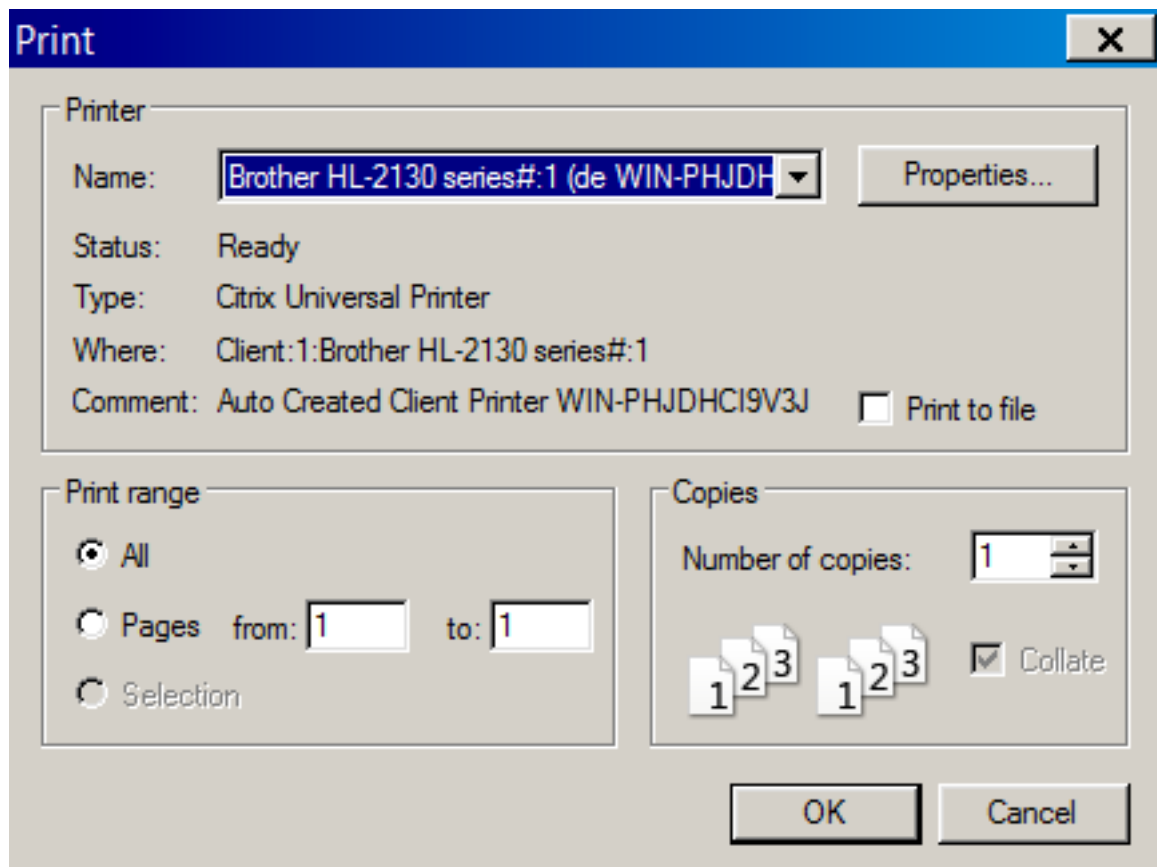 Print
Printer
Name: Brother HL-2130 series#:1 (de WIN-PHJDH Properties...
Status: Ready
Type: Citrix Universal Printer
Where: Client:1:Brother HL-2130 series#:1
Comment: Auto Created Client Printer WIN-PHJDHCI9V3J Print to file
Print range
All
Pages from: 1 to: 1
Selection
Copies
Number of copies: 1
1 2 3 1 2 3 Collate
OK Cancel